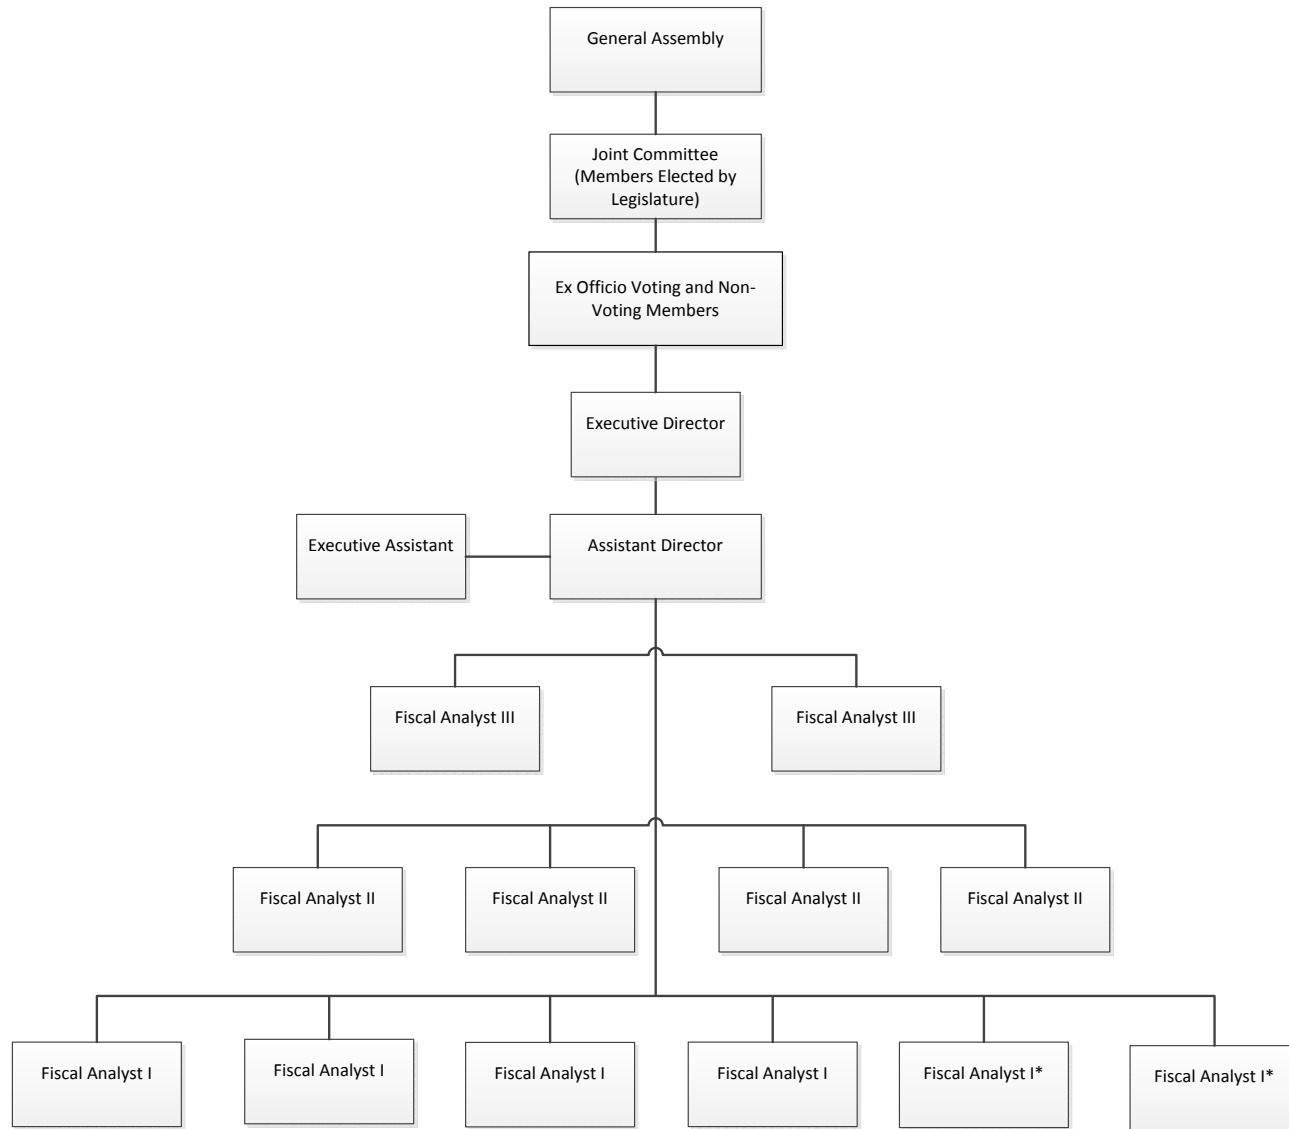 General Assembly
Joint Committee
(Members Elected by
Legislature)
Ex Officio Voting and Non-
Voting Members
Executive Director
Executive Assistant
Assistant Director
Fiscal Analyst III
Fiscal Analyst III
Fiscal Analyst II
Fiscal Analyst II
Fiscal Analyst II
Fiscal Analyst II
Fiscal Analyst I
Fiscal Analyst I
Fiscal Analyst I
Fiscal Analyst I
Fiscal Analyst I*
Fiscal Analyst I*